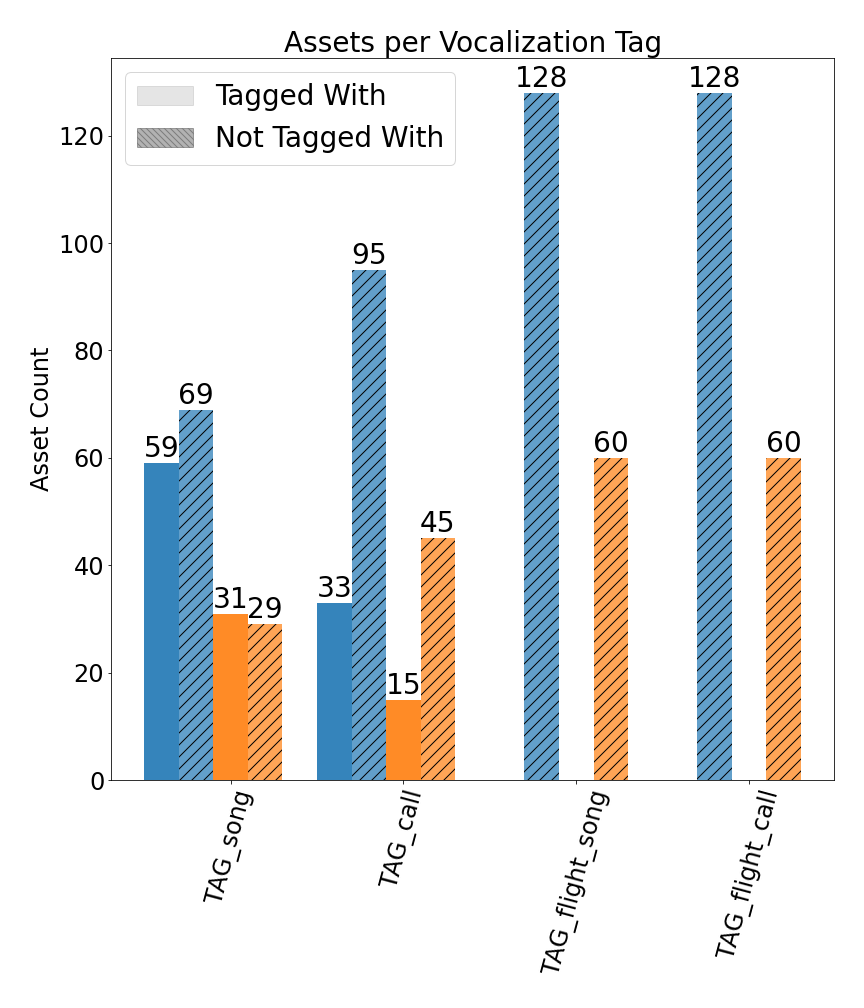 Assets per Vocalization Tag
Tagged With
Not Tagged With
Asset Count
120
100
80
60
40
20
0
59
69
31
29
33
95
15
45
128
60
128
60
TAG_song
TAG_call
TAG_flight_song
TAG_flight_call